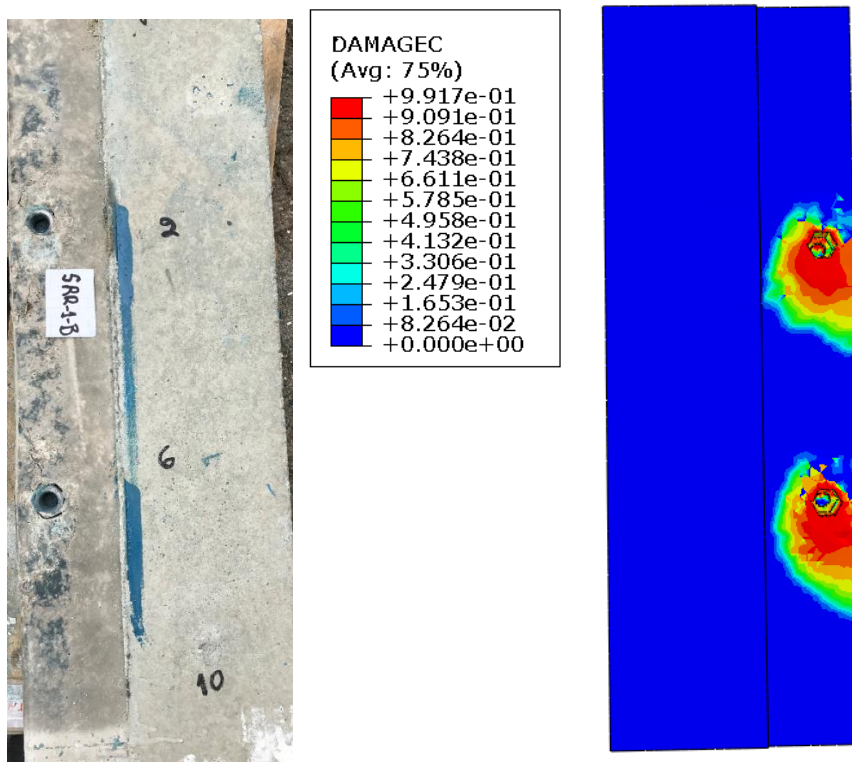 2
SRR-1-B
6
10
DAMAGEC
(Avg: 75%)
+9.917e-01
+9.091e-01
+8.264e-01
+7.438e-01
+6.611e-01
+5.785e-01
+4.958e-01
+4.132e-01
+3.306e-01
+2.479e-01
+1.653e-01
+8.264e-02
+0.000e+00